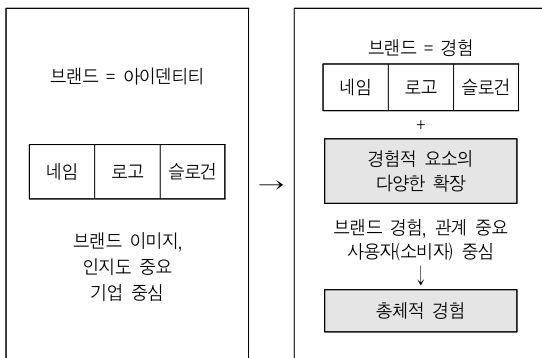 브랜드 = 아이덴티티
네임 로고 슬로건
브랜드 이미지,
인지도 중요
기업 중심
→
브랜드 = 경험
네임 로고 슬로건
+
경험적 요소의
다양한 확장
브랜드 경험, 관계 중요
사용자(소비자) 중심
↓
총체적 경험